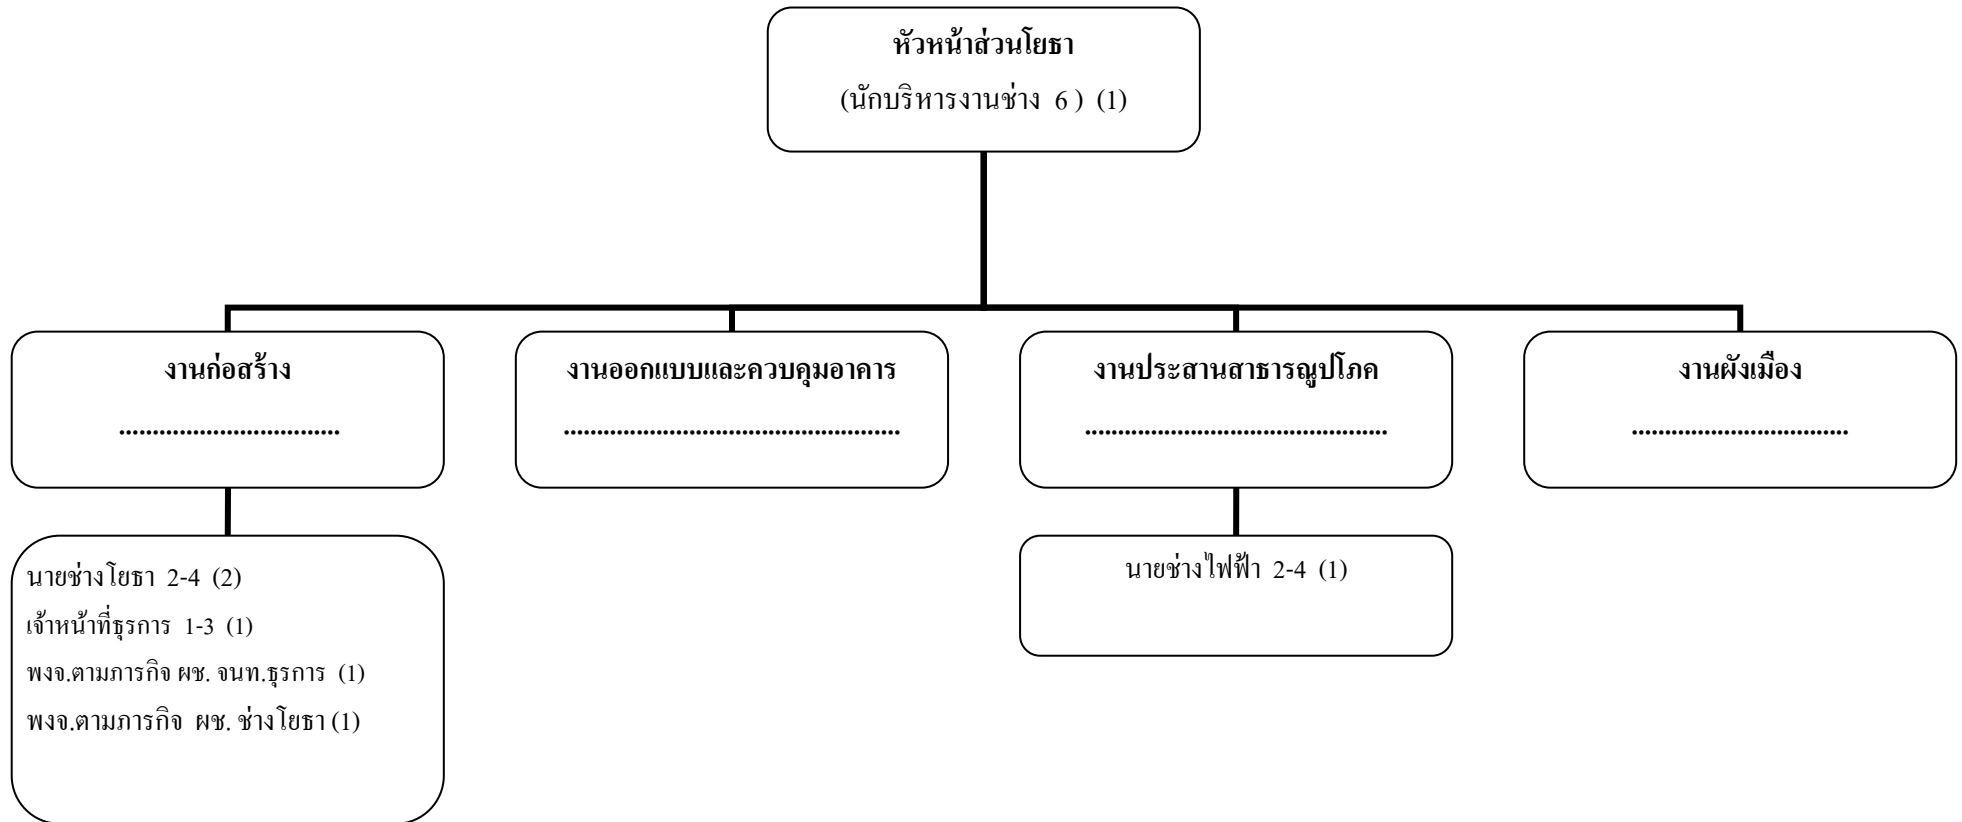 หัวหน้าส่วนโยธา
(นักบริหารงานช่าง 6 ) (1)
งานก่อสร้าง
.................................
งานออกแบบและควบคุมอาคาร
...................................................
งานประสานสาธารณูปโภค
..............................................
งานผังเมือง
.................................
นายช่างโยธา 2-4 (2)
เจ้าหน้าที่ธุรการ 1-3 (1)
พงจ.ตามภารกิจ ผช. จนท.ธุรการ (1)
พงจ.ตามภารกิจ ผช. ช่างโยธา (1)
นายช่างไฟฟ้า 2-4 (1)